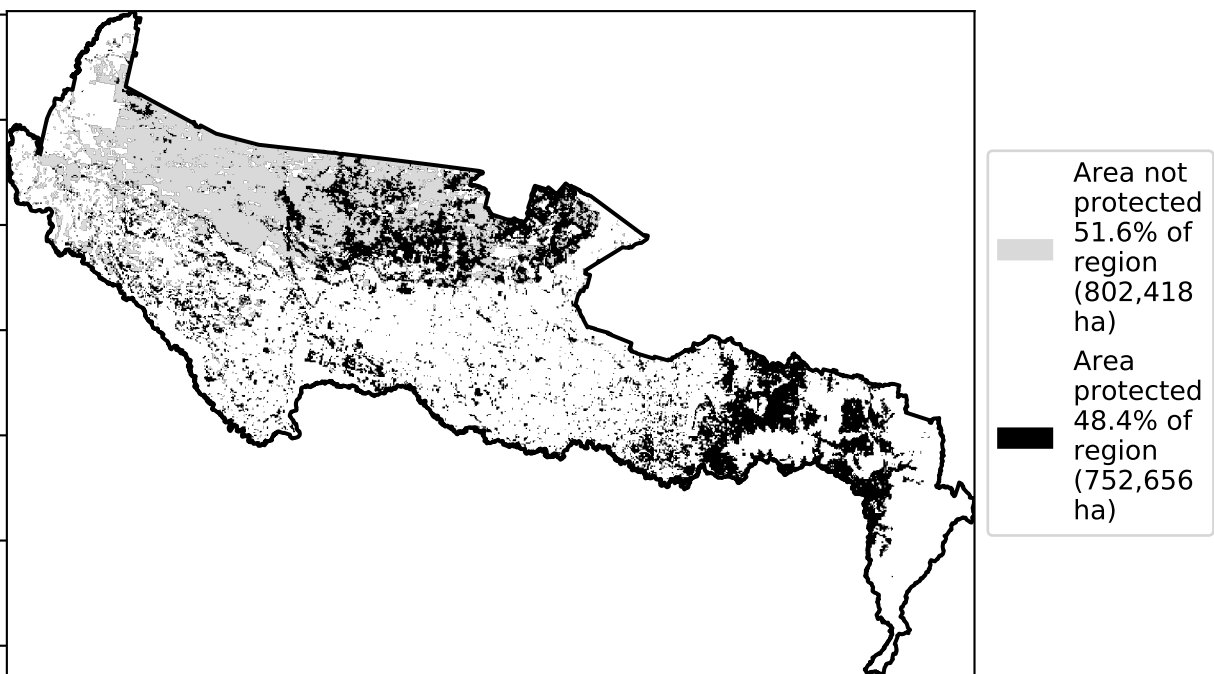 Area not
protected
51.6% of
region
(802,418
ha)
Area
protected
48.4% of
region
(752,656
ha)